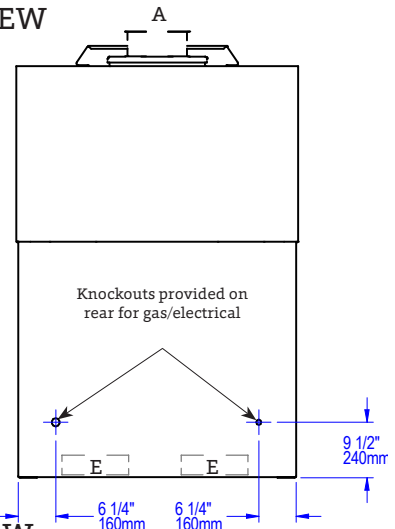 EW
A
Knockouts provided on
rear for gas/electrical
9 1/2"
240mm
E
E
6 1/4"
160mm
6 1/4"
160mm
W